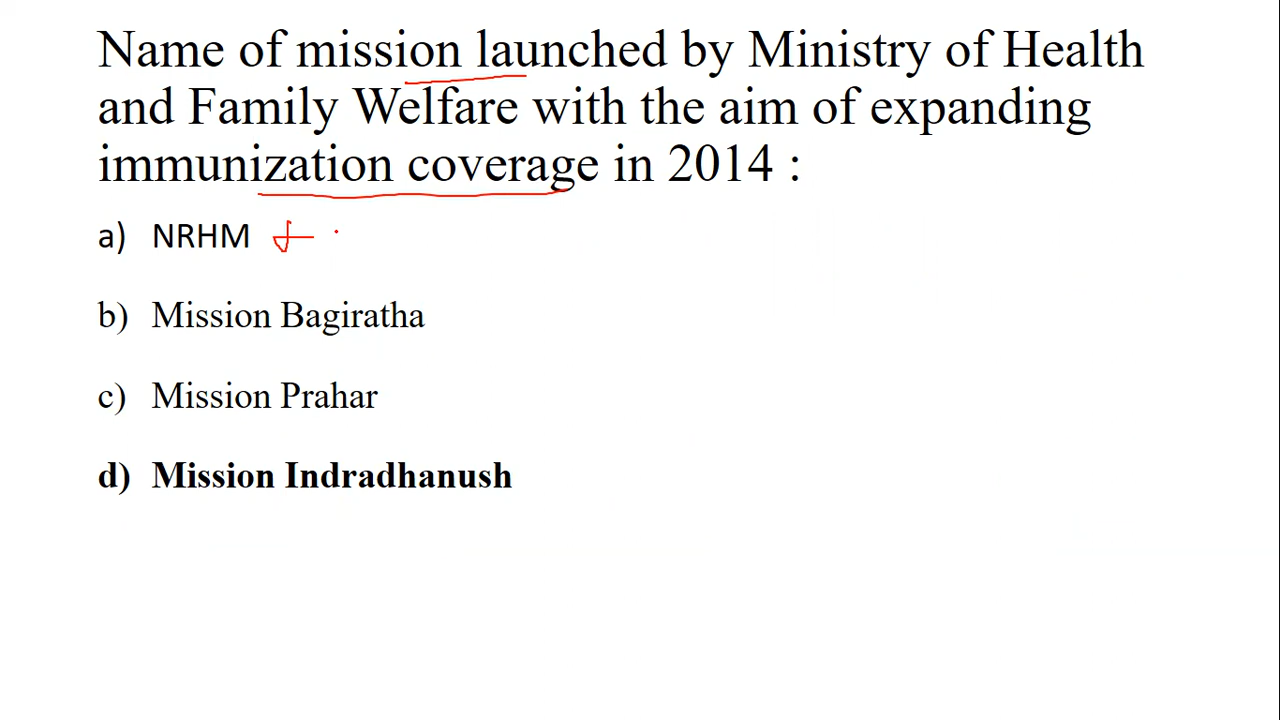 Name of mission launched by Ministry of Health
and Family Welfare with the aim of expanding
immunization coverage in 2014 :
a) NRHM
b) Mission Bagiratha
c) Mission Prahar
d) Mission Indradhanush